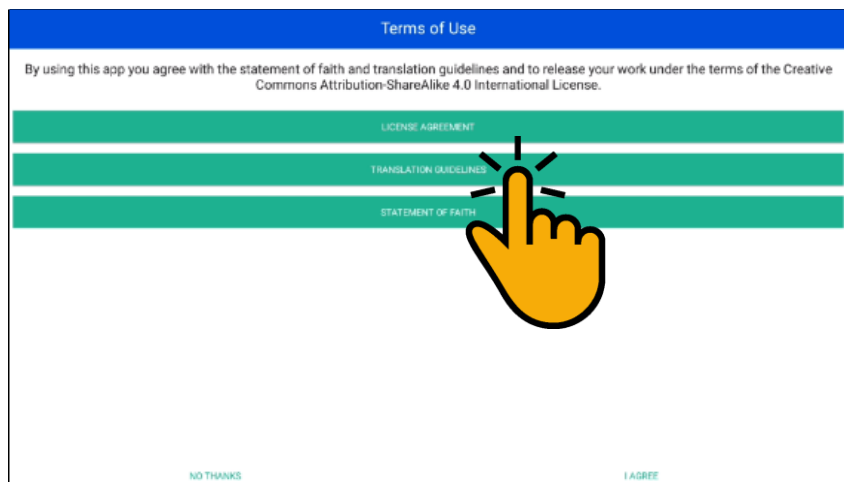 Terms of Use
By using this app you agree with the statement of faith and translation guidelines and to release your work under the terms of the Creative
Commons Attribution-ShareAlike 4.0 International License.
LICENSE AGREEMENT
TRANSLATION GUIDELINES
STATEMENT OF FAITH
NO THANKS
I AGREE